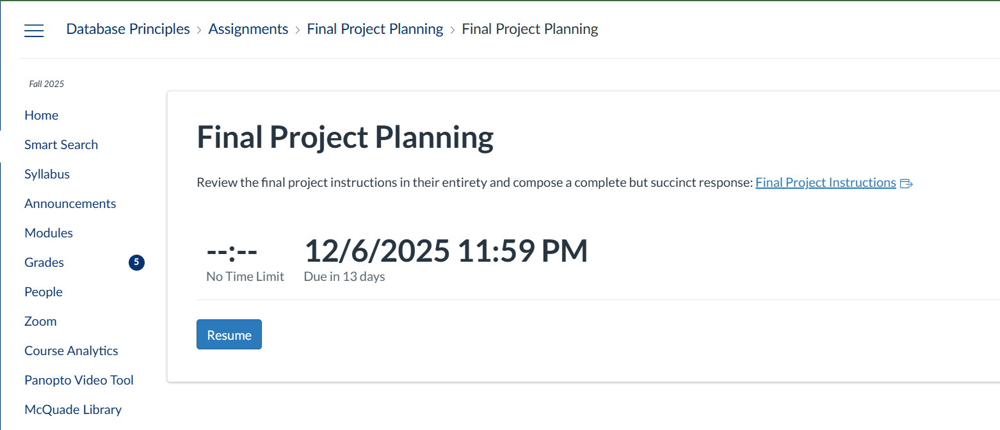 Database Principles › Assignments › Final Project Planning › Final Project Planning
Fall 2025
Home
Smart Search
Syllabus
Announcements
Modules
Grades 5
People
Zoom
Course Analytics
Panopto Video Tool
McQuade Library
Final Project Planning
Review the final project instructions in their entirety and compose a complete but succinct response: Final Project Instructions
--:-- 12/6/2025 11:59 PM
No Time Limit Due in 13 days
Resume